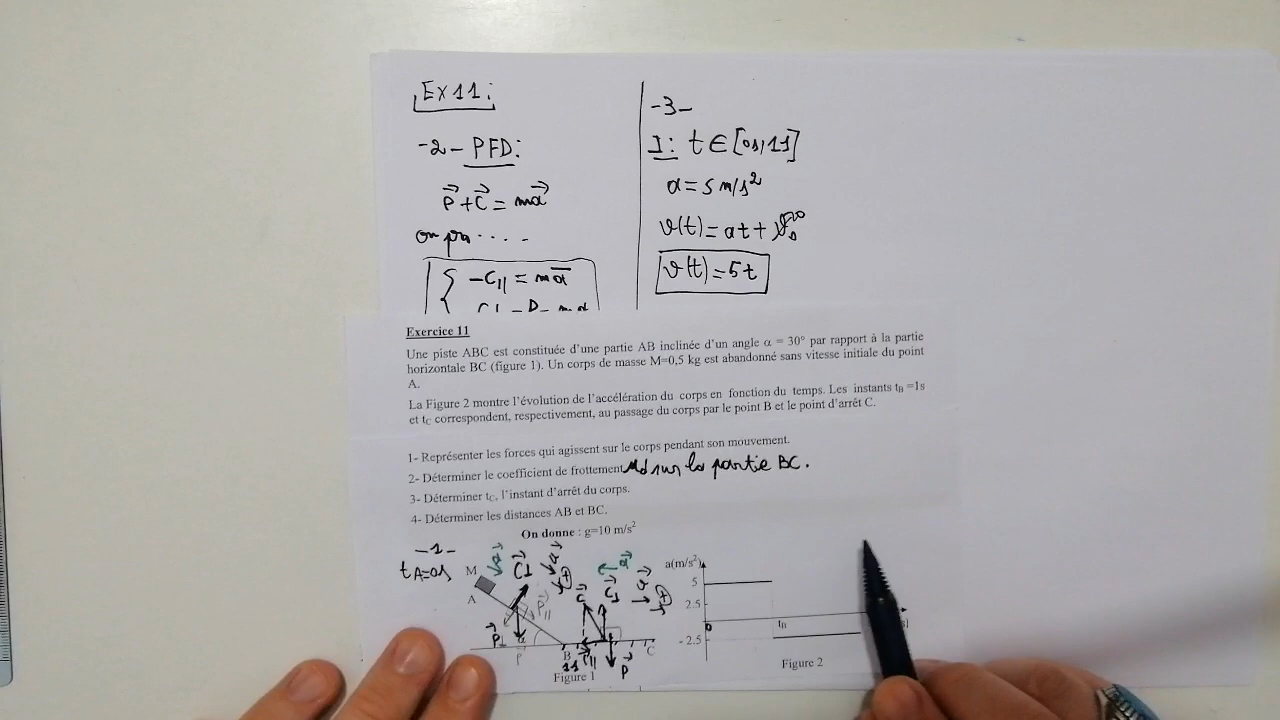 Ex 11:
-2- PFD:
P + C = ma
on pro....
-C|| = ma
-3-
I: t ∈ [0s, 1s]
a = 5 m/s²
v(t) = at + v₀
v(t) = 5t
Exercice 11
Une piste ABC est constituée d'une partie AB inclinée d'un angle α = 30° par rapport à la partie
horizontale BC (figure 1). Un corps de masse M=0,5 kg est abandonné sans vitesse initiale du point
A.
La Figure 2 montre l'évolution de l'accélération du corps en fonction du temps. Les instants tB =1s
et tC correspondent, respectivement, au passage du corps par le point B et le point d'arrêt C.
1- Représenter les forces qui agissent sur le corps pendant son mouvement.
2- Déterminer le coefficient de frottement μd sur la partie BC.
3- Déterminer tC, l'instant d'arrêt du corps.
4- Déterminer les distances AB et BC.
On donne : g=10 m/s²
-1-
tA=0s
M
A
C⊥
P||
P⊥
α
P
B
1s
C
C⊥
P
C
Figure 1
a(m/s²)
5
2.5
0
tB
- 2.5
Figure 2